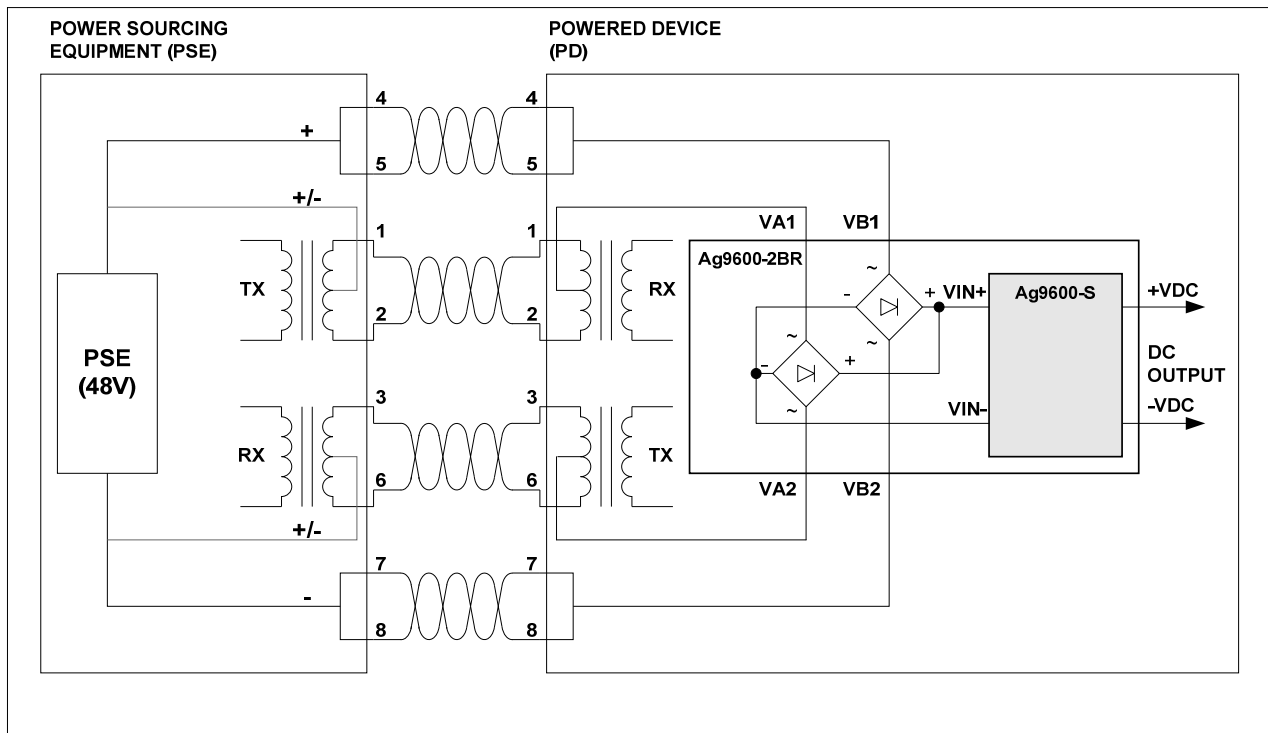 POWER SOURCING
EQUIPMENT (PSE)
POWERED DEVICE
(PD)
4
4
+
5
5
+/-
VA1
VB1
1
1
Ag9600-2BR
~
TX
RX
-
+
VIN+
Ag9600-S
+VDC
2
2
~
~
PSE
(48V)
-
+
DC
OUTPUT
3
3
~
VIN-
-VDC
RX
TX
6
6
VA2
VB2
+/-
7
7
-
8
8